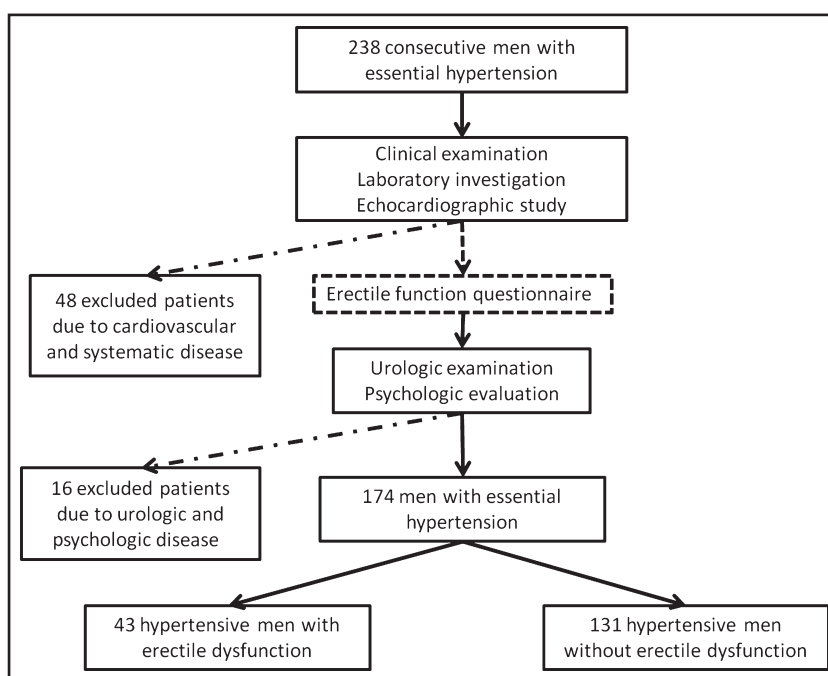 238 consecutive men with
essential hypertension
Clinical examination
Laboratory investigation
Echocardiographic study
48 excluded patients
due to cardiovascular
and systematic disease
Erectile function questionnaire
Urologic examination
Psychologic evaluation
16 excluded patients
due to urologic and
psychologic disease
174 men with essential
hypertension
43 hypertensive men with
erectile dysfunction
131 hypertensive men
without erectile dysfunction